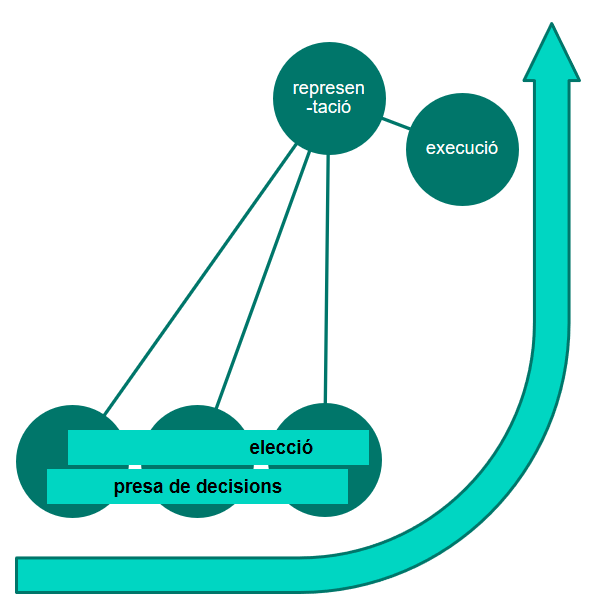 represen
-tació
execució
elecció
presa de decisions